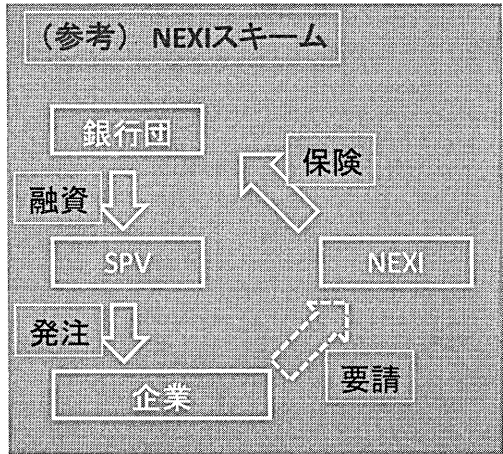 （参考） NEXIスキーム
銀行団
保険
融資
SPV
NEXI
発注
要請
企業